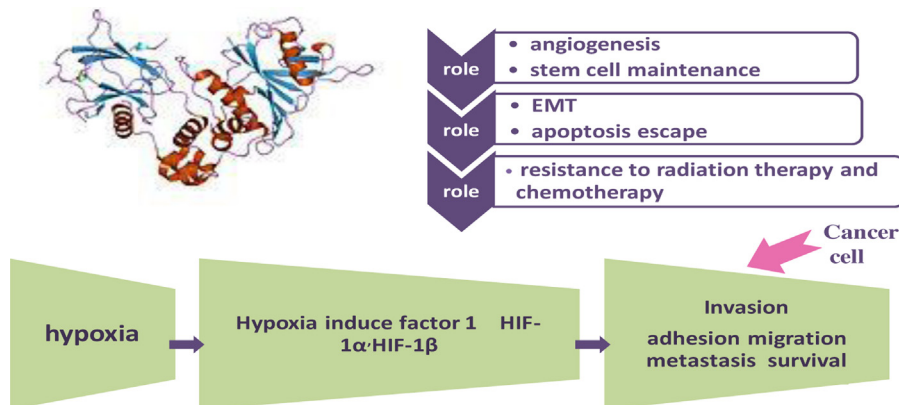 role
• angiogenesis
• stem cell maintenance
role
• EMT
• apoptosis escape
role
• resistance to radiation therapy and
chemotherapy
Cancer
cell
hypoxia
Hypoxia induce factor 1 HIF-
1α,HIF-1β
Invasion
adhesion migration
metastasis survival